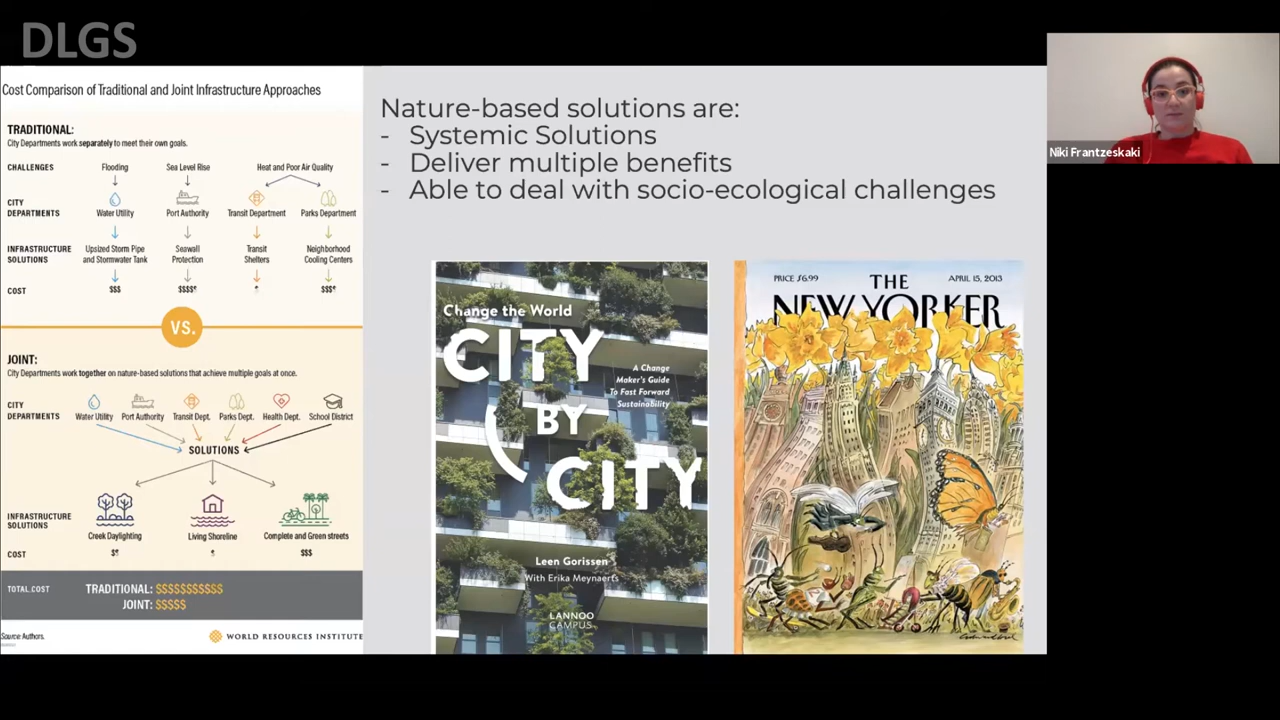 DLGS
Cost Comparison of Traditional and Joint Infrastructure Approaches
TRADITIONAL:
City Departments work separately to meet their own goals.
CHALLENGES
Flooding
Sea Level Rise
Heat and Poor Air Quality
CITY DEPARTMENTS
Water Utility
Port Authority
Transit Department
Parks Department
INFRASTRUCTURE SOLUTIONS
Upsized Storm Pipe and Stormwater Tank
Seawall Protection
Transit Shelters
Neighborhood Cooling Centers
COST
$$$
VS.
JOINT:
City Departments work together on nature-based solutions that achieve multiple goals at once.
CITY DEPARTMENTS
Water Utility
Port Authority
Transit Dept.
Parks Dept.
Health Dept.
School District
SOLUTIONS
INFRASTRUCTURE SOLUTIONS
Creek Daylighting
Living Shoreline
Complete and Green streets
COST
$$$
TOTAL COST
TRADITIONAL: $$$$$$$$$$$
JOINT: $$$$$
Source: Authors.
WORLD RESOURCES INSTITUTE
Nature-based solutions are:
- Systemic Solutions
- Deliver multiple benefits
- Able to deal with socio-ecological challenges
Change the World
CITY
BY
CITY
A Change
Maker's Guide
To Fast Forward
Sustainability
Leen Gorissen
With Erika Meynaerts
LANNOO
CAMPUS
PRICE $6.99
THE
APRIL 15, 2013
NEW YORKER
Niki Frantzeskaki